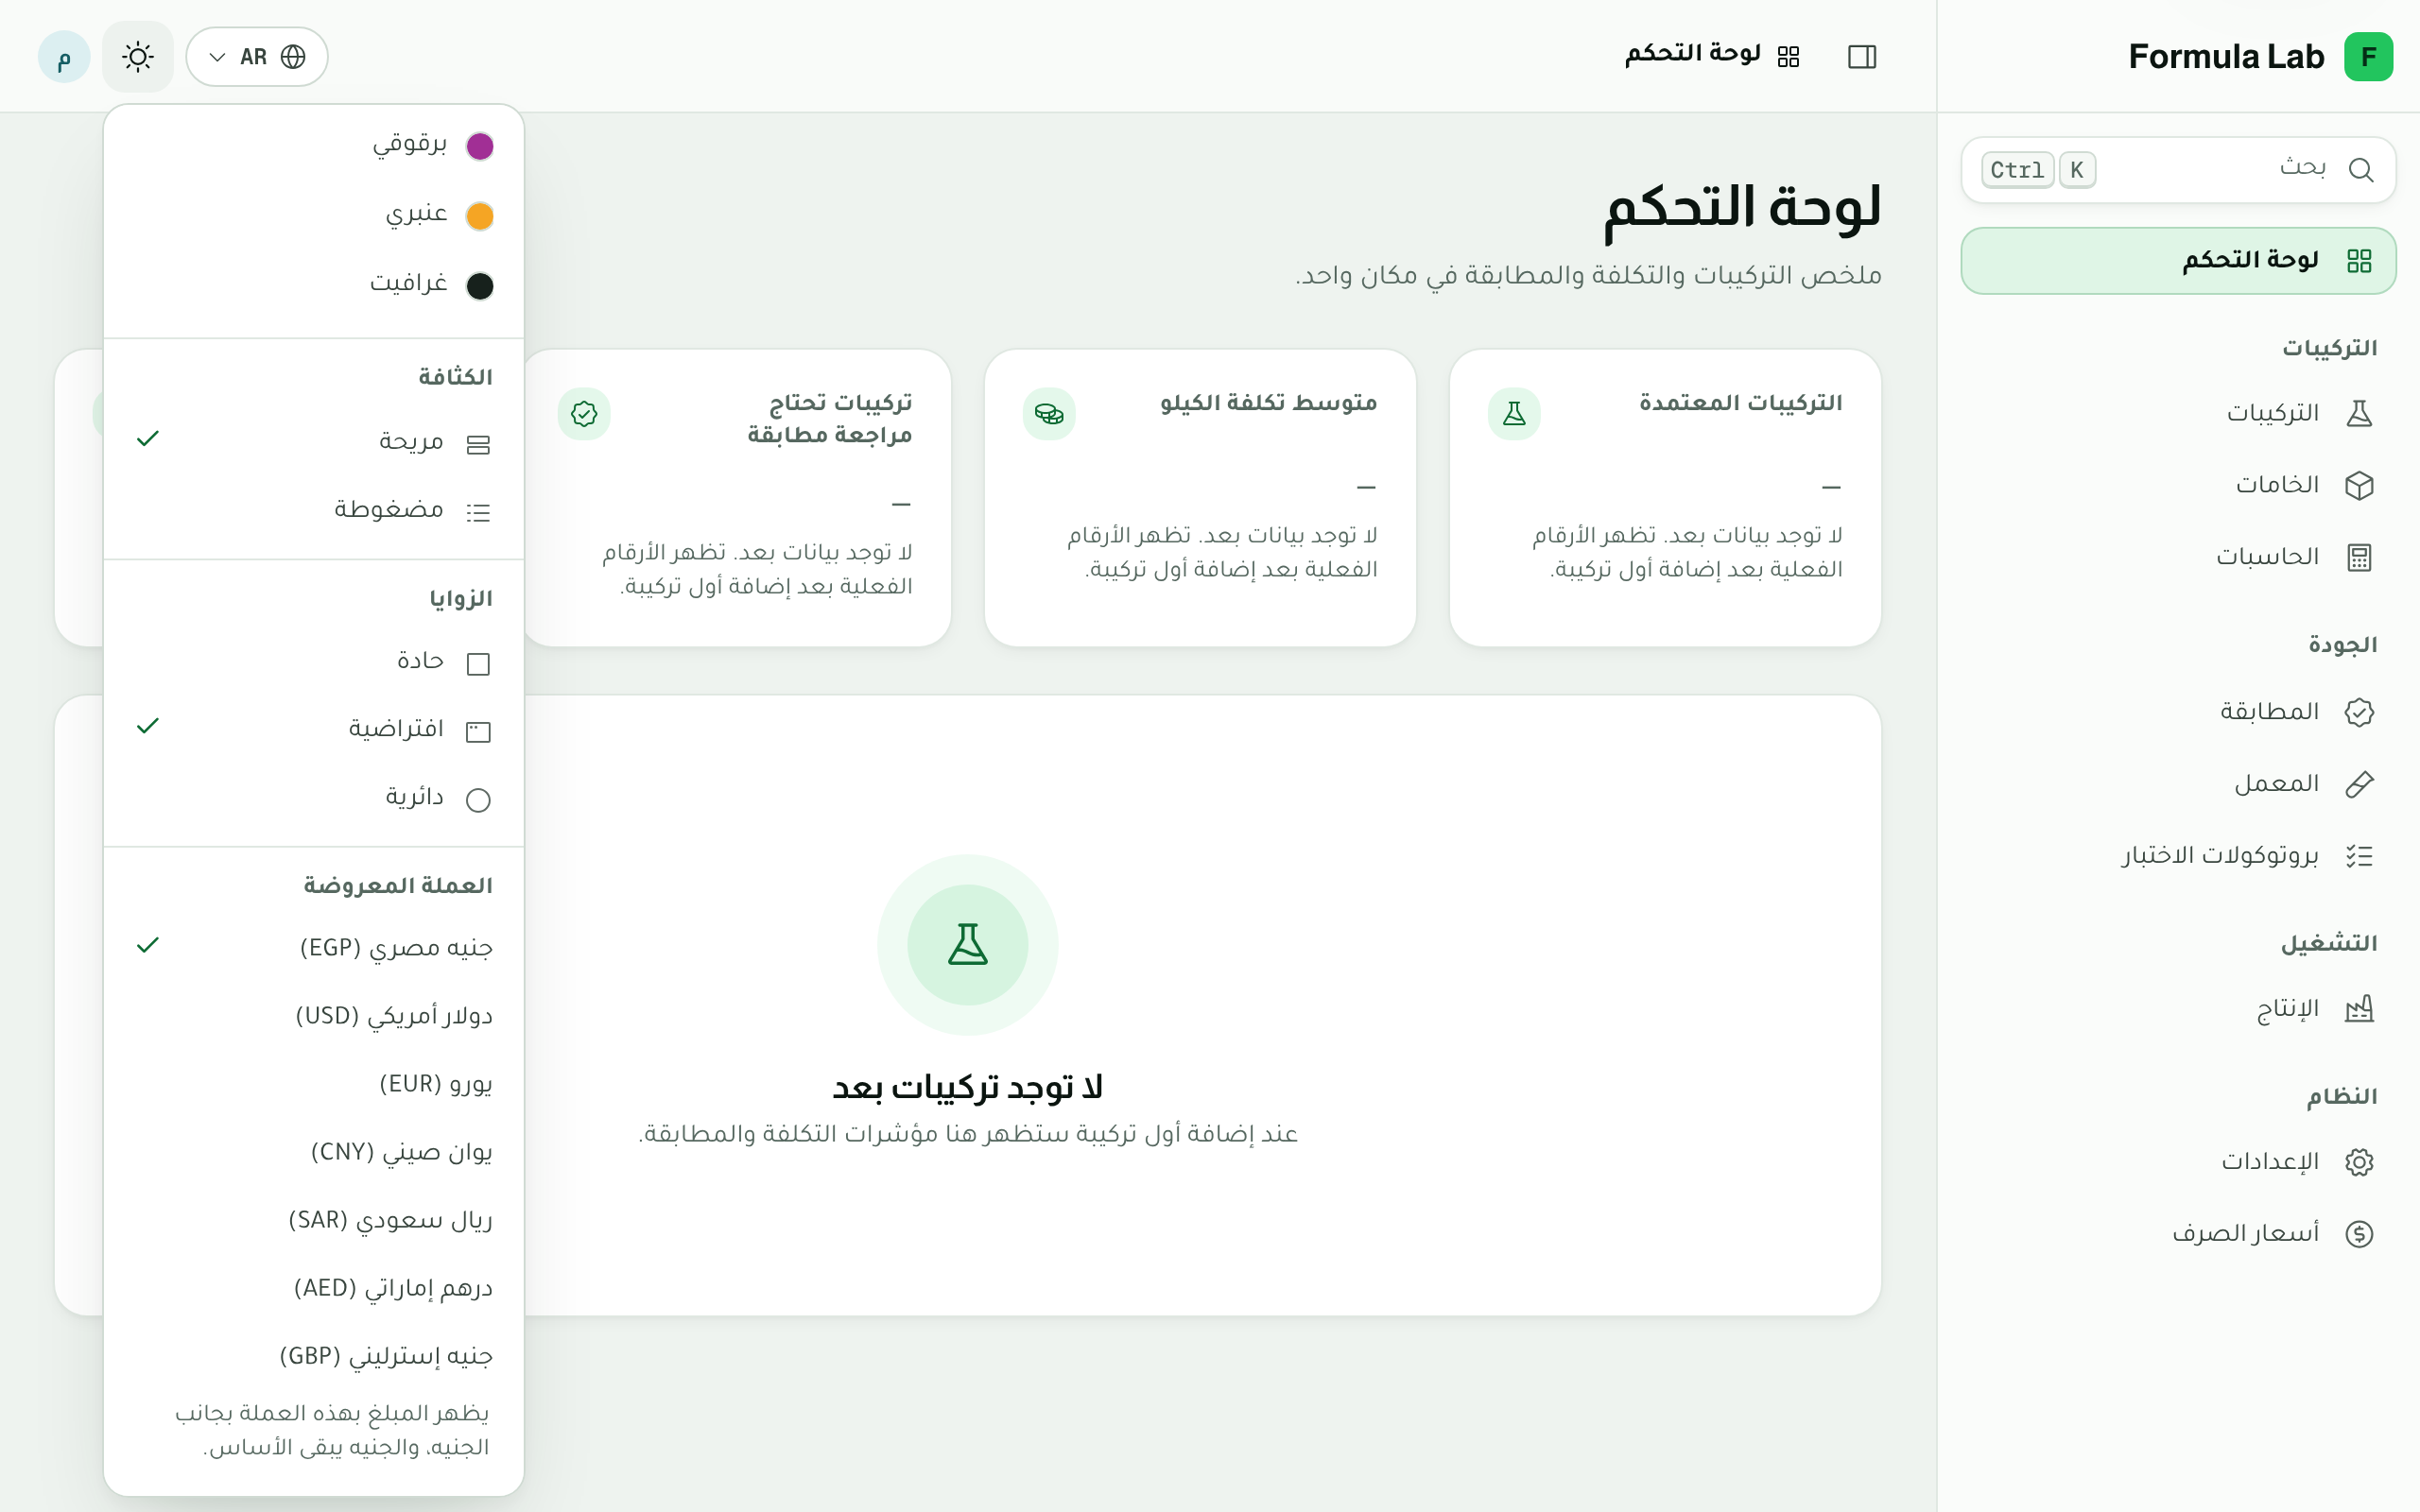 F
Formula Lab
بحث
Ctrl K
لوحة التحكم
التركيبات
التركيبات
الخامات
الحاسبات
الجودة
المطابقة
المعمل
بروتوكولات الاختبار
التشغيل
الإنتاج
النظام
الإعدادات
أسعار الصرف
لوحة التحكم
AR
م
لوحة التحكم
ملخص التركيبات والتكلفة والمطابقة في مكان واحد.
التركيبات المعتمدة
—
لا توجد بيانات بعد. تظهر الأرقام
الفعلية بعد إضافة أول تركيبة.
متوسط تكلفة الكيلو
—
لا توجد بيانات بعد. تظهر الأرقام
الفعلية بعد إضافة أول تركيبة.
تركيبات تحتاج
مراجعة مطابقة
—
لا توجد بيانات بعد. تظهر الأرقام
الفعلية بعد إضافة أول تركيبة.
لا توجد تركيبات بعد
عند إضافة أول تركيبة ستظهر هنا مؤشرات التكلفة والمطابقة.
برقوقي
عنبري
غرافيت
الكثافة
مريحة
مضغوطة
الزوايا
حادة
افتراضية
دائرية
العملة المعروضة
جنيه مصري (EGP)
دولار أمريكي (USD)
يورو (EUR)
يوان صيني (CNY)
ريال سعودي (SAR)
درهم إماراتي (AED)
جنيه إسترليني (GBP)
يظهر المبلغ بهذه العملة بجانب
الجنيه، والجنيه يبقى الأساس.